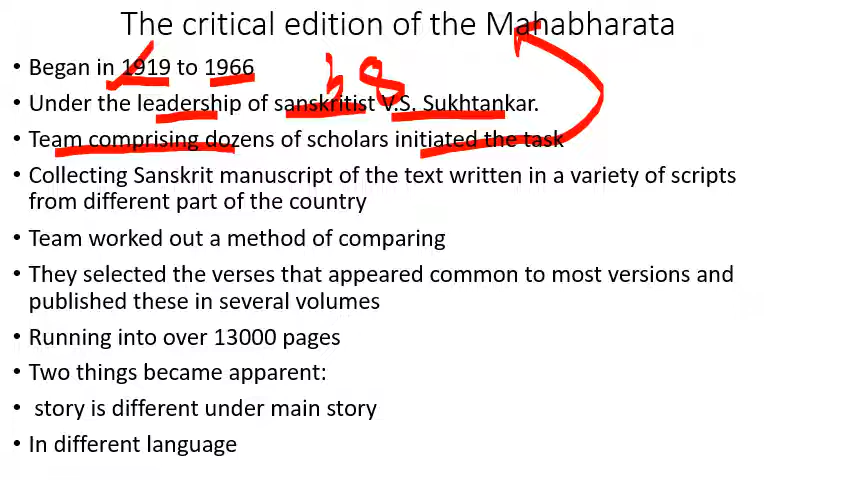 The critical edition of the Mahabharata
• Began in 1919 to 1966
• Under the leadership of sanskritist V.S. Sukhtankar.
• Team comprising dozens of scholars initiated the task
• Collecting Sanskrit manuscript of the text written in a variety of scripts
from different part of the country
• Team worked out a method of comparing
• They selected the verses that appeared common to most versions and
published these in several volumes
• Running into over 13000 pages
• Two things became apparent:
• story is different under main story
• In different language